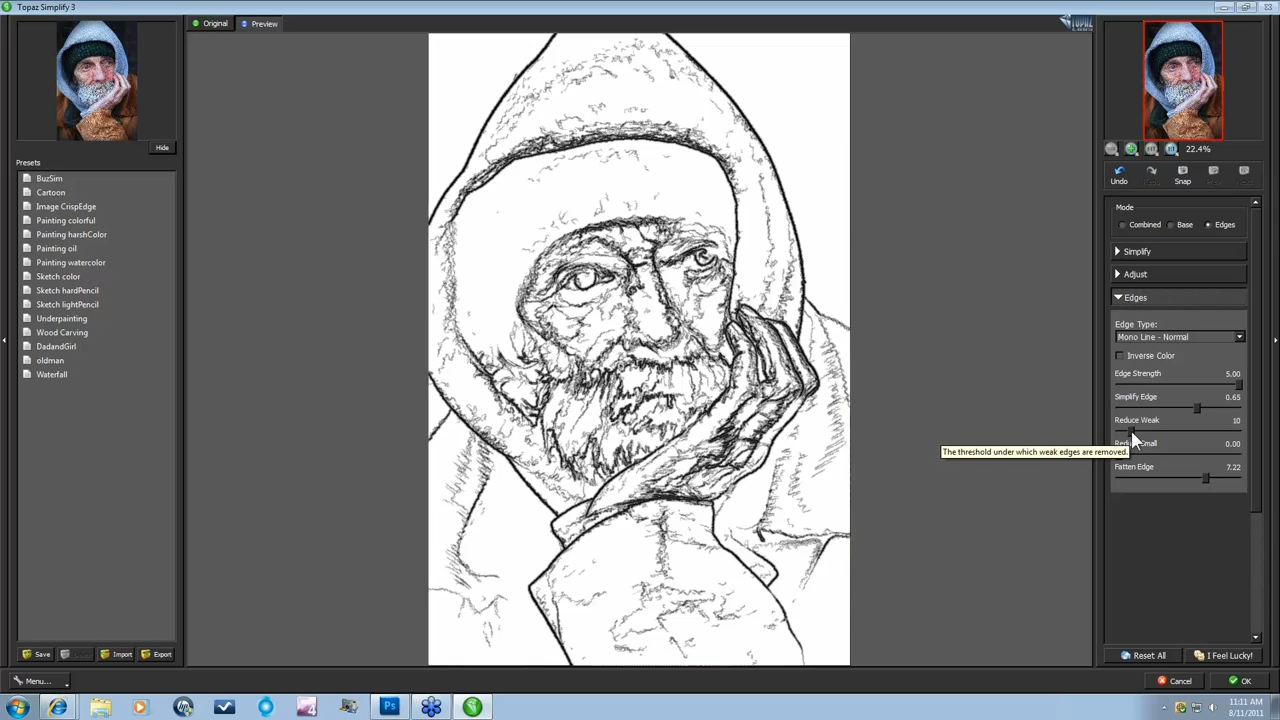 Topaz Simplify 3
Original
Preview
TOPAZ
Hide
Presets
BuzSim
Cartoon
Image CrispEdge
Painting colorful
Painting harshColor
Painting oil
Painting watercolor
Sketch color
Sketch hardPencil
Sketch lightPencil
Underpainting
Wood Carving
DadandGirl
oldman
Waterfall
Save
Import
Export
Menu...
22.4%
Undo
Snap
Mode
Combined
Base
Edges
Simplify
Adjust
Edges
Edge Type:
Mono Line - Normal
Inverse Color
Edge Strength 5.00
Simplify Edge 0.65
Reduce Weak 10
0.00
The threshold under which weak edges are removed.
Fatten Edge 7.22
Reset All
I Feel Lucky!
Cancel
OK
Ps
11:11 AM
8/11/2011